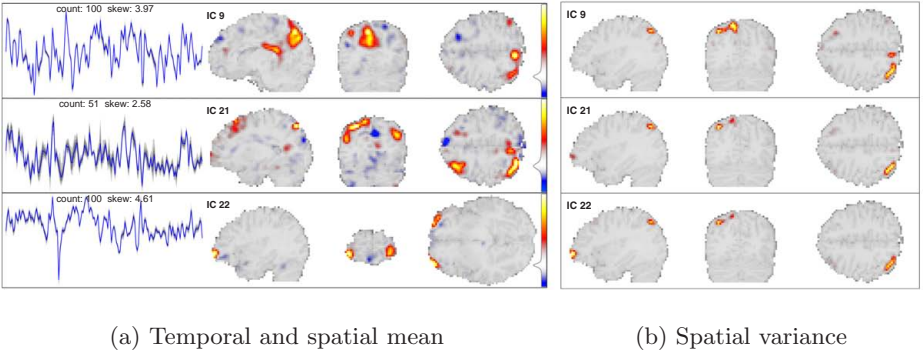 count: 100 skew: 3.97
IC 9
IC 9
count: 51 skew: 2.58
IC 21
IC 21
count: 100 skew: 4.61
IC 22
IC 22
(a) Temporal and spatial mean
(b) Spatial variance